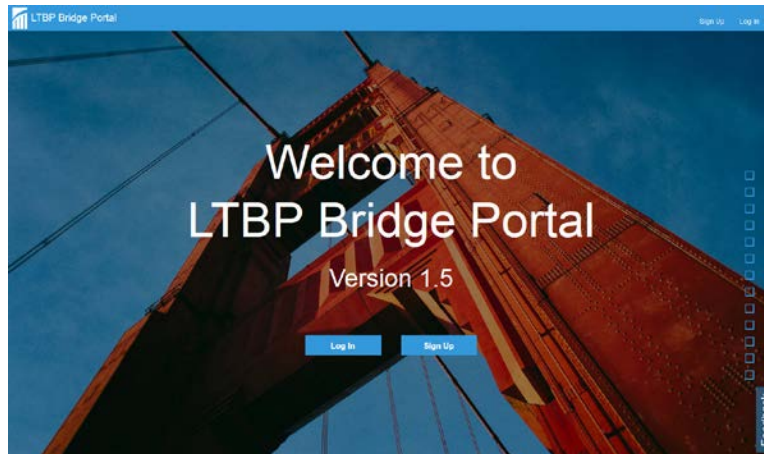 LTBP Bridge Portal
Sign Up Log in
Welcome to
LTBP Bridge Portal
Version 1.5
Log In Sign Up
Feedback